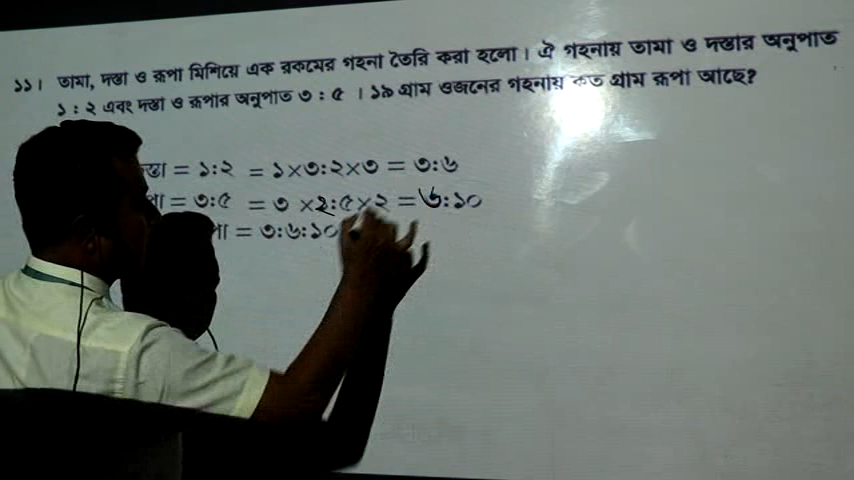 ১১। তামা, দস্তা ও রূপা মিশিয়ে এক রকমের গহনা তৈরি করা হলো। ঐ গহনায় তামা ও দস্তার অনুপাত
১ : ২ এবং দস্তা ও রূপার অনুপাত ৩ : ৫ । ১৯ গ্রাম ওজনের গহনায় কত গ্রাম রূপা আছে?
স্তা = ১:২ = ১×৩:২×৩ = ৩:৬
পা = ৩:৫ = ৩ ×২:৫×২ = ৬:১০
পা = ৩:৬:১০